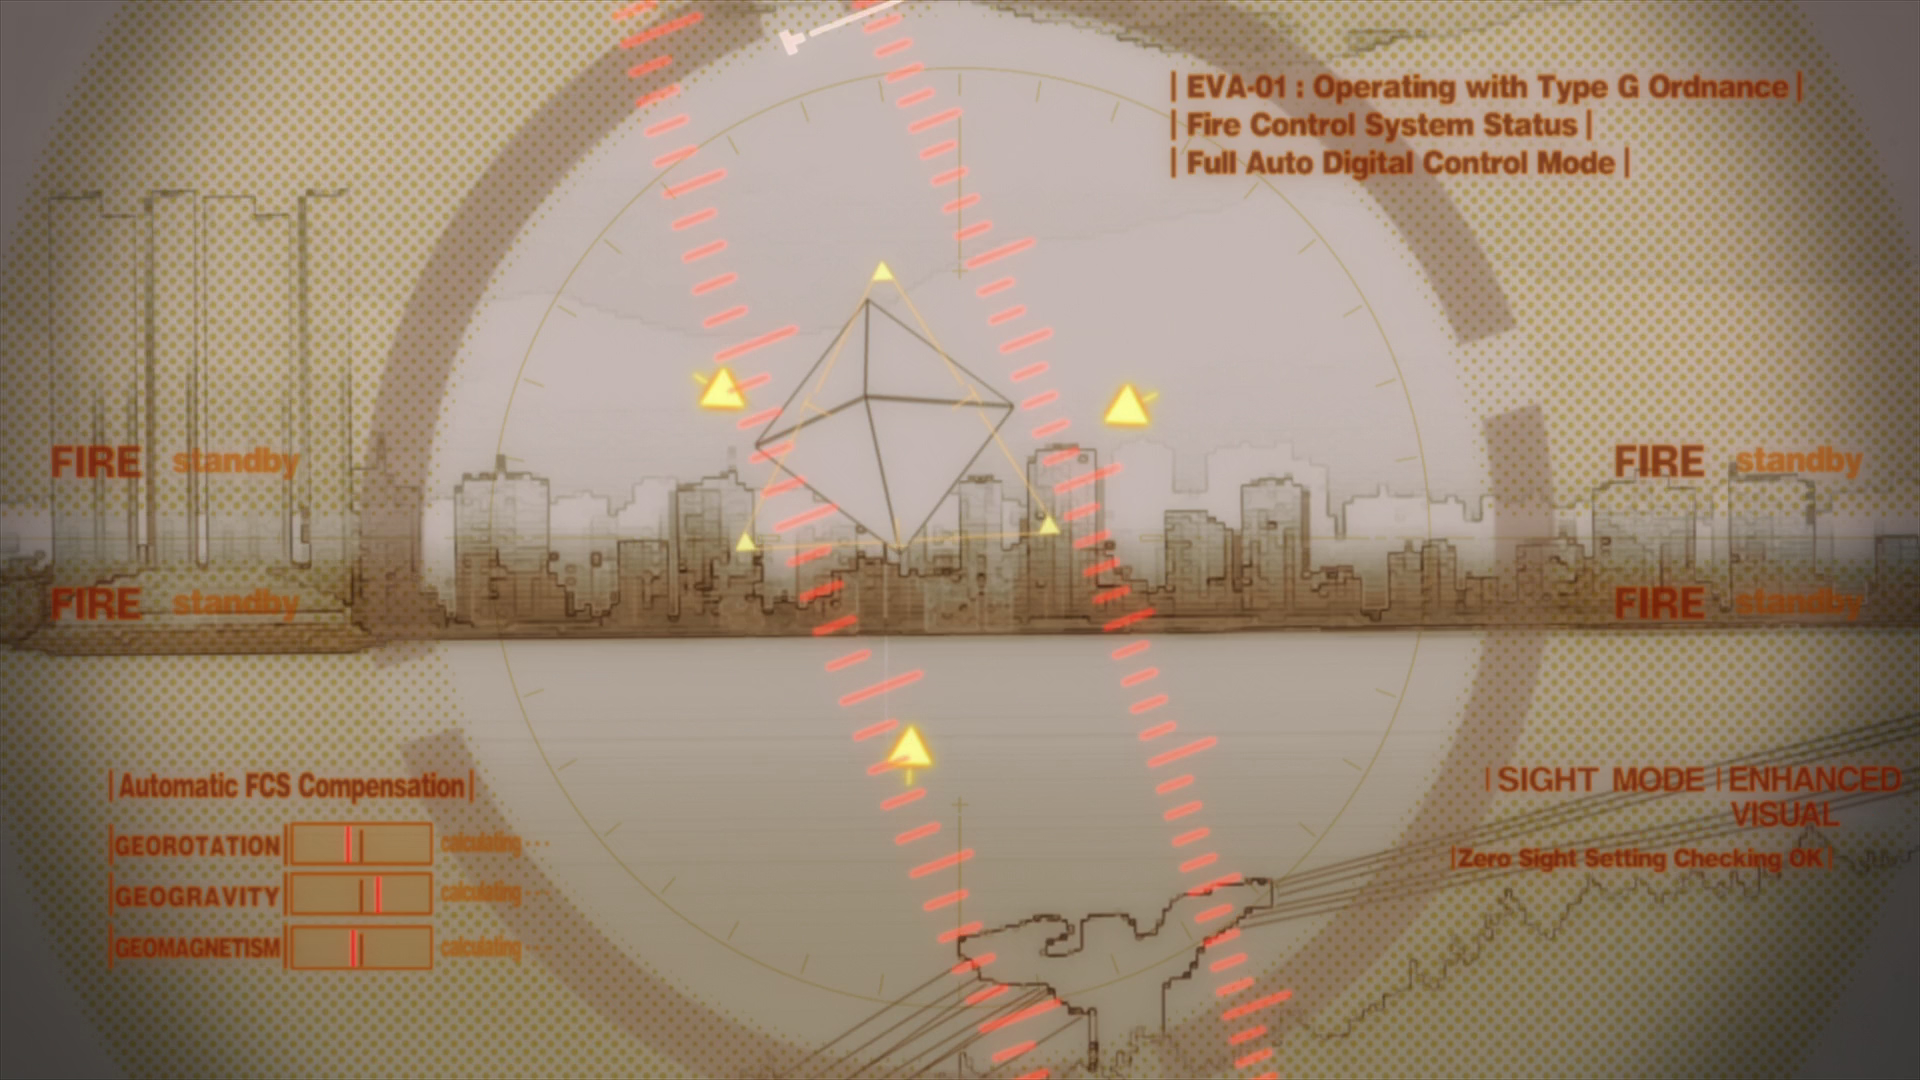 | EVA-01 : Operating with Type G Ordnance |
| Fire Control System Status |
| Full Auto Digital Control Mode |
FIRE standby
FIRE standby
FIRE standby
FIRE standby
| Automatic FCS Compensation |
| GEOROTATION | calculating ...
| GEOGRAVITY | calculating ...
| GEOMAGNETISM | calculating ...
| SIGHT MODE | ENHANCED
VISUAL
| Zero Sight Setting Checking OK |